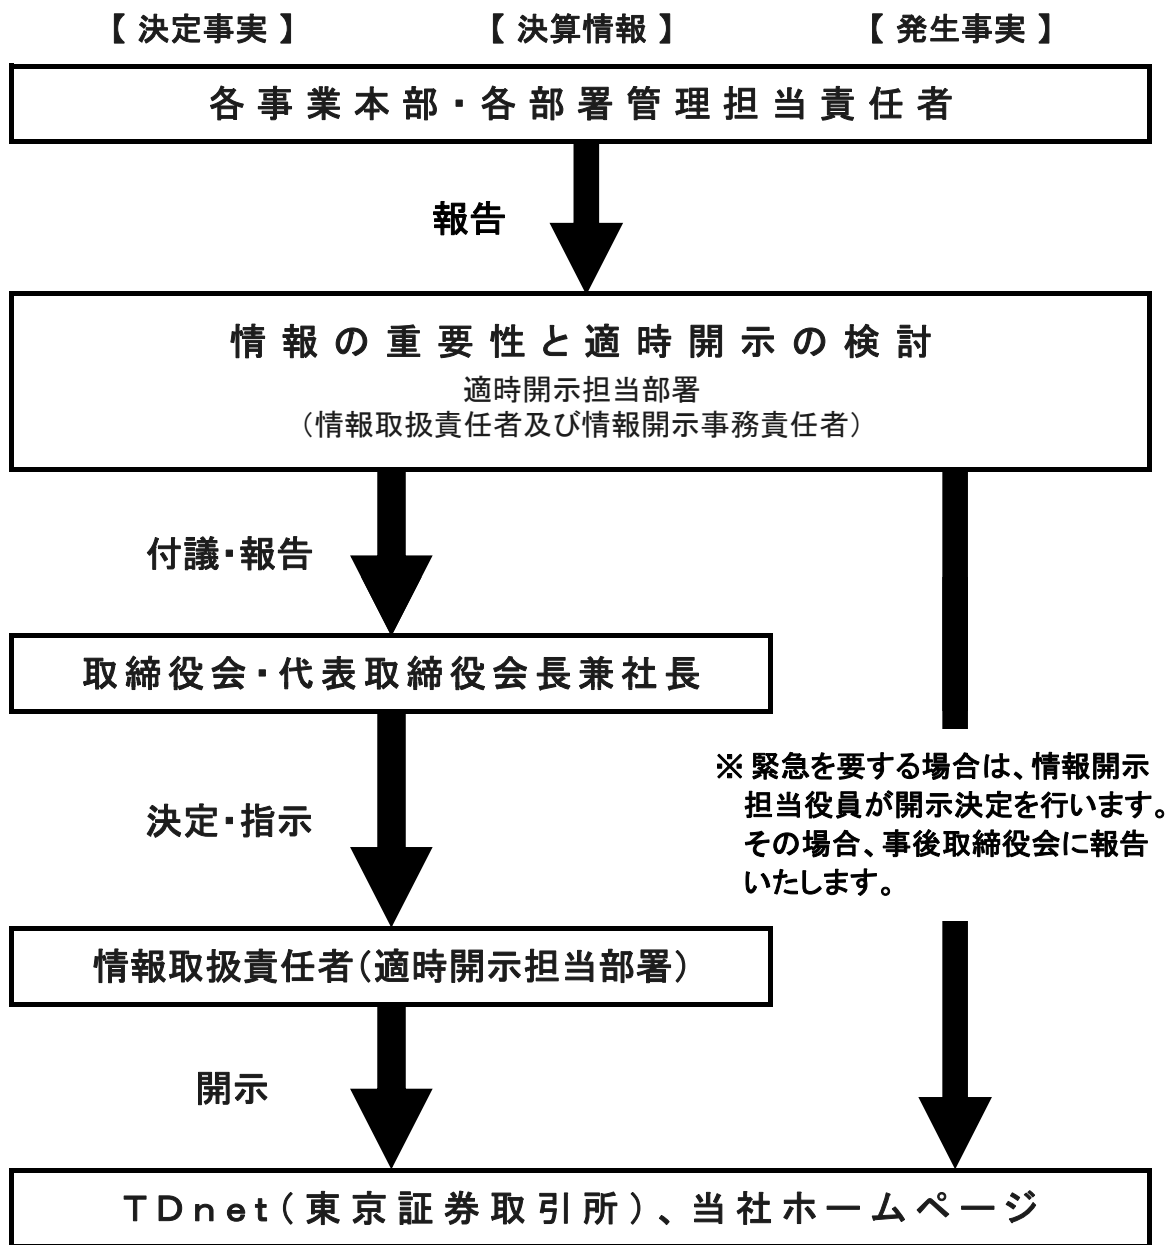 【 決定事実 】 【 決算情報 】 【 発生事実 】
各事業本部・各部署管理担当責任者
報告
情報の重要性と適時開示の検討
適時開示担当部署
（情報取扱責任者及び情報開示事務責任者）
付議・報告
取締役会・代表取締役会長兼社長
※ 緊急を要する場合は、情報開示
担当役員が開示決定を行います。
その場合、事後取締役会に報告
いたします。
決定・指示
情報取扱責任者（適時開示担当部署）
開示
TDnet（東京証券取引所）、当社ホームページ